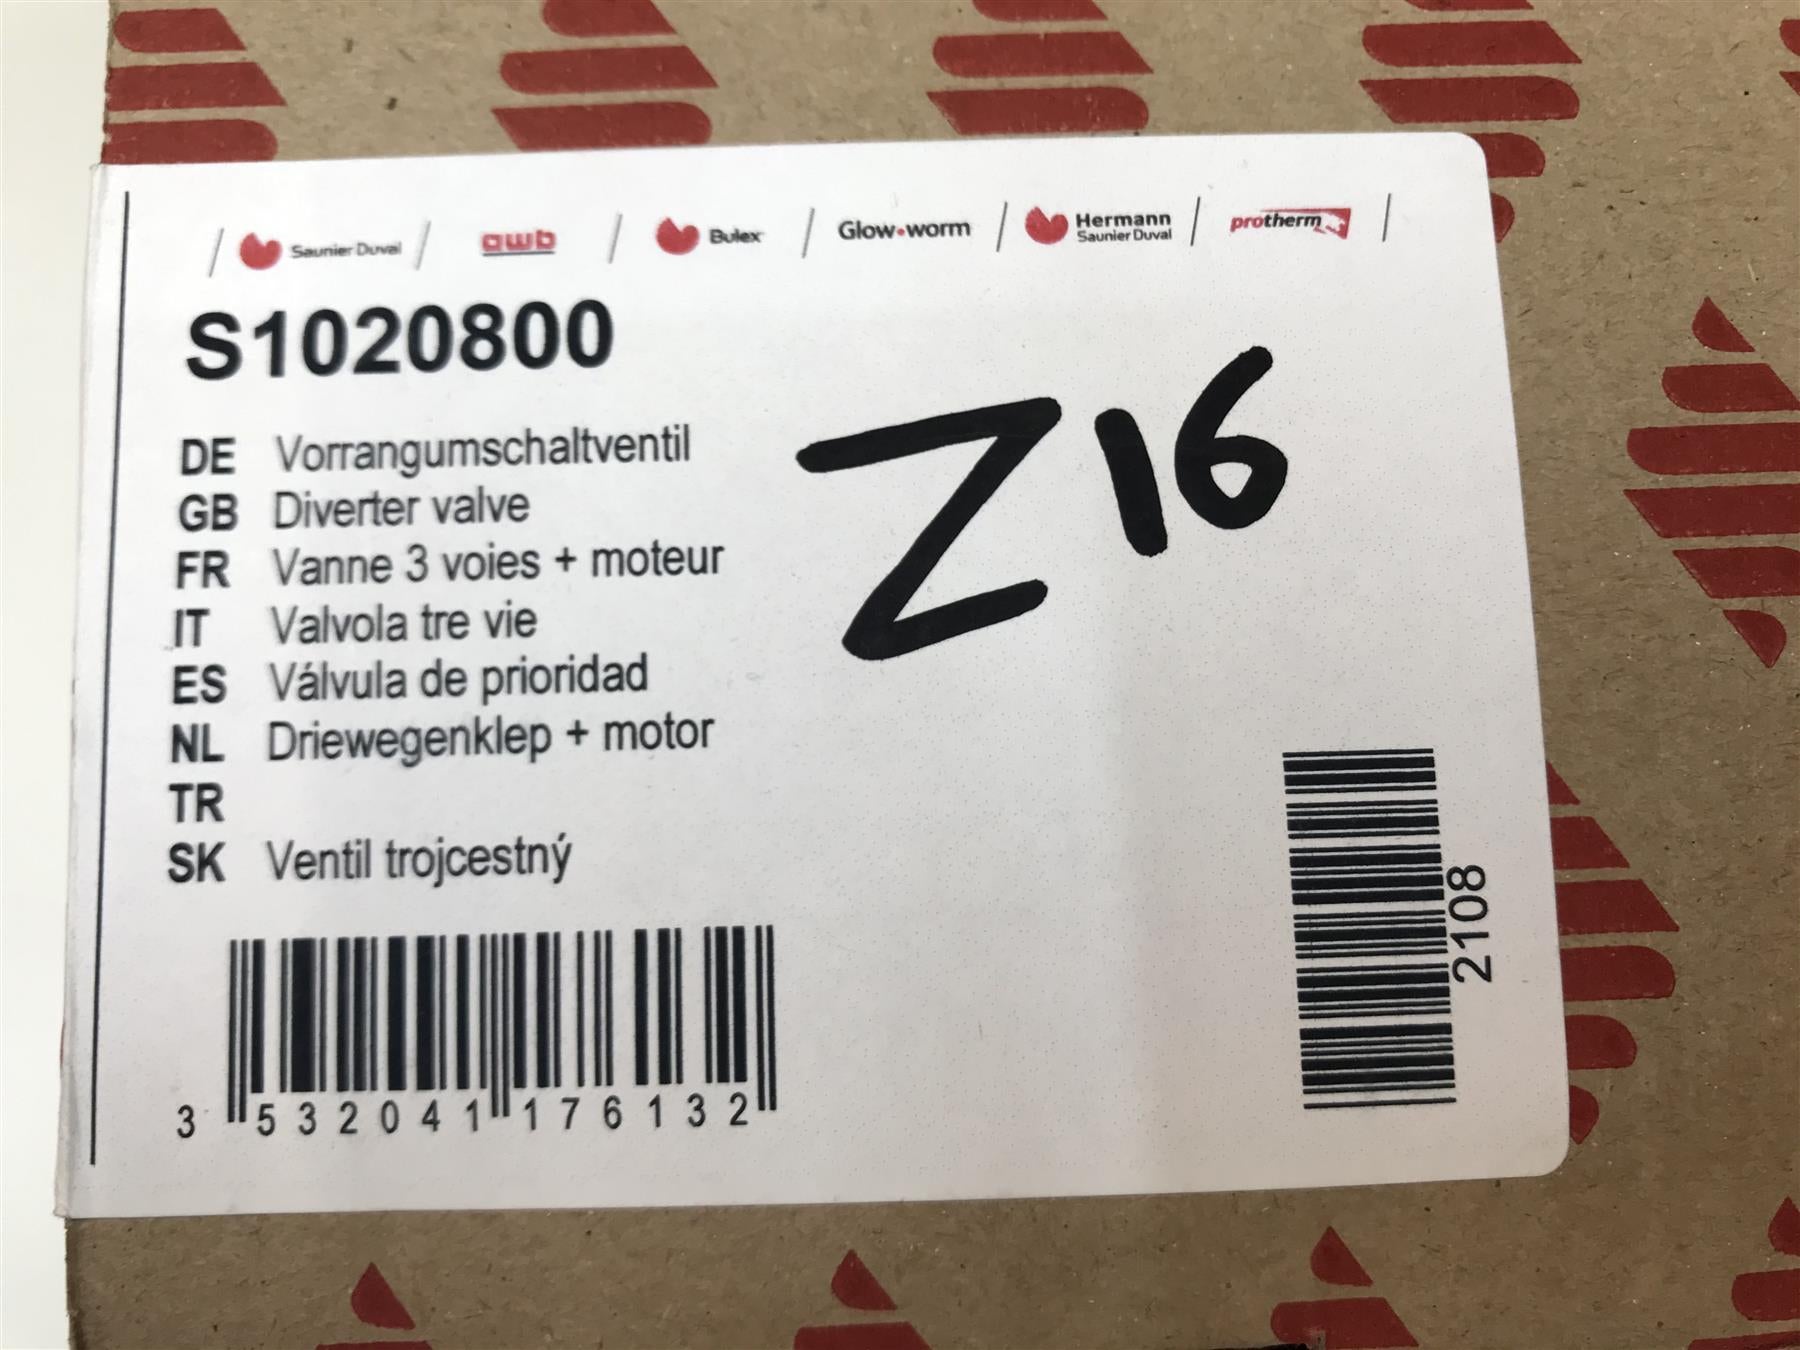 Saunier Duval awb Bulex Glow•worm Hermann Saunier Duval protherm
S1020800
Z16
DE Vorrangumschaltventil
GB Diverter valve
FR Vanne 3 voies + moteur
IT Valvola tre vie
ES Válvula de prioridad
NL Driewegenklep + motor
TR
SK Ventil trojcestný
3 532041 176132
2108